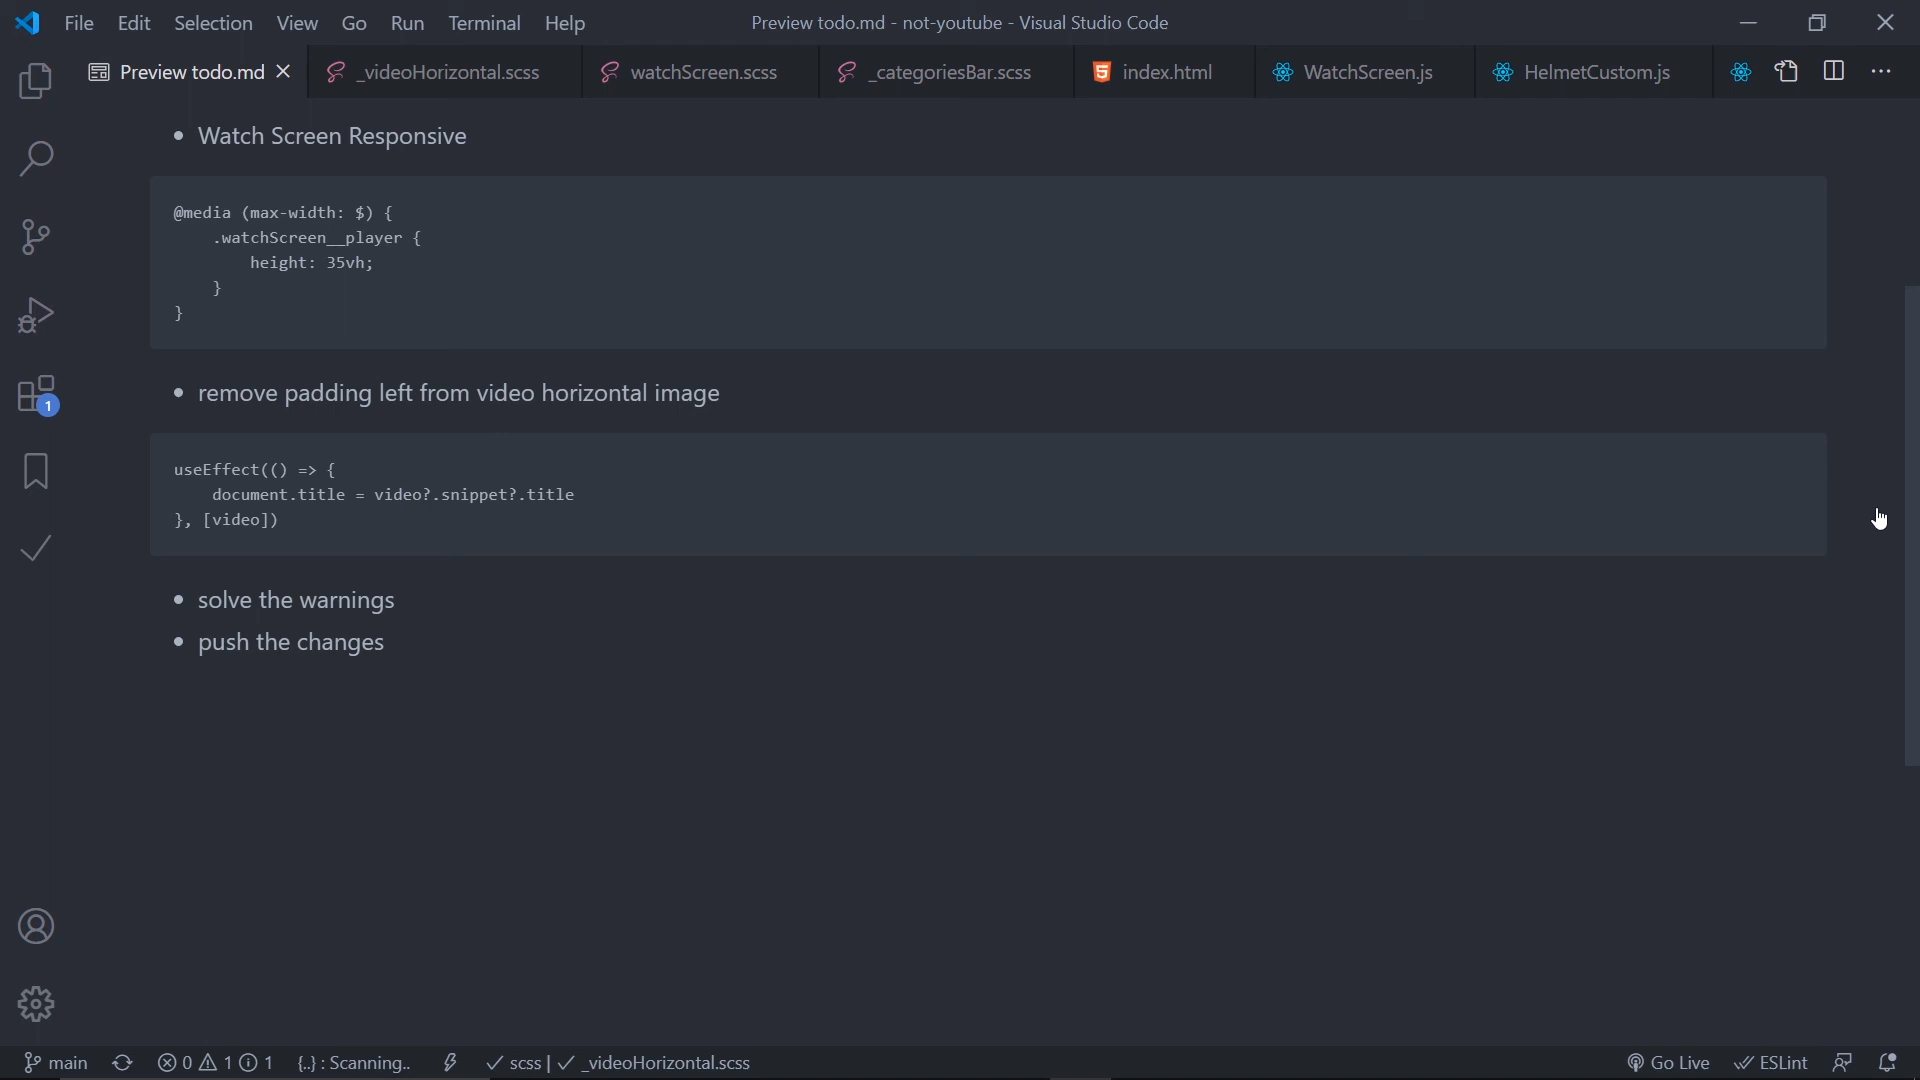 File Edit Selection View Go Run Terminal Help Preview todo.md - not-youtube - Visual Studio Code
Preview todo.md _videoHorizontal.scss watchScreen.scss _categoriesBar.scss index.html WatchScreen.js HelmetCustom.js
• Watch Screen Responsive
@media (max-width: $) {
.watchScreen__player {
height: 35vh;
}
}
• remove padding left from video horizontal image
useEffect(() => {
document.title = video?.snippet?.title
}, [video])
1
• solve the warnings
• push the changes
main 0 1 1 {..} : Scanning.. scss | _videoHorizontal.scss Go Live ESLint